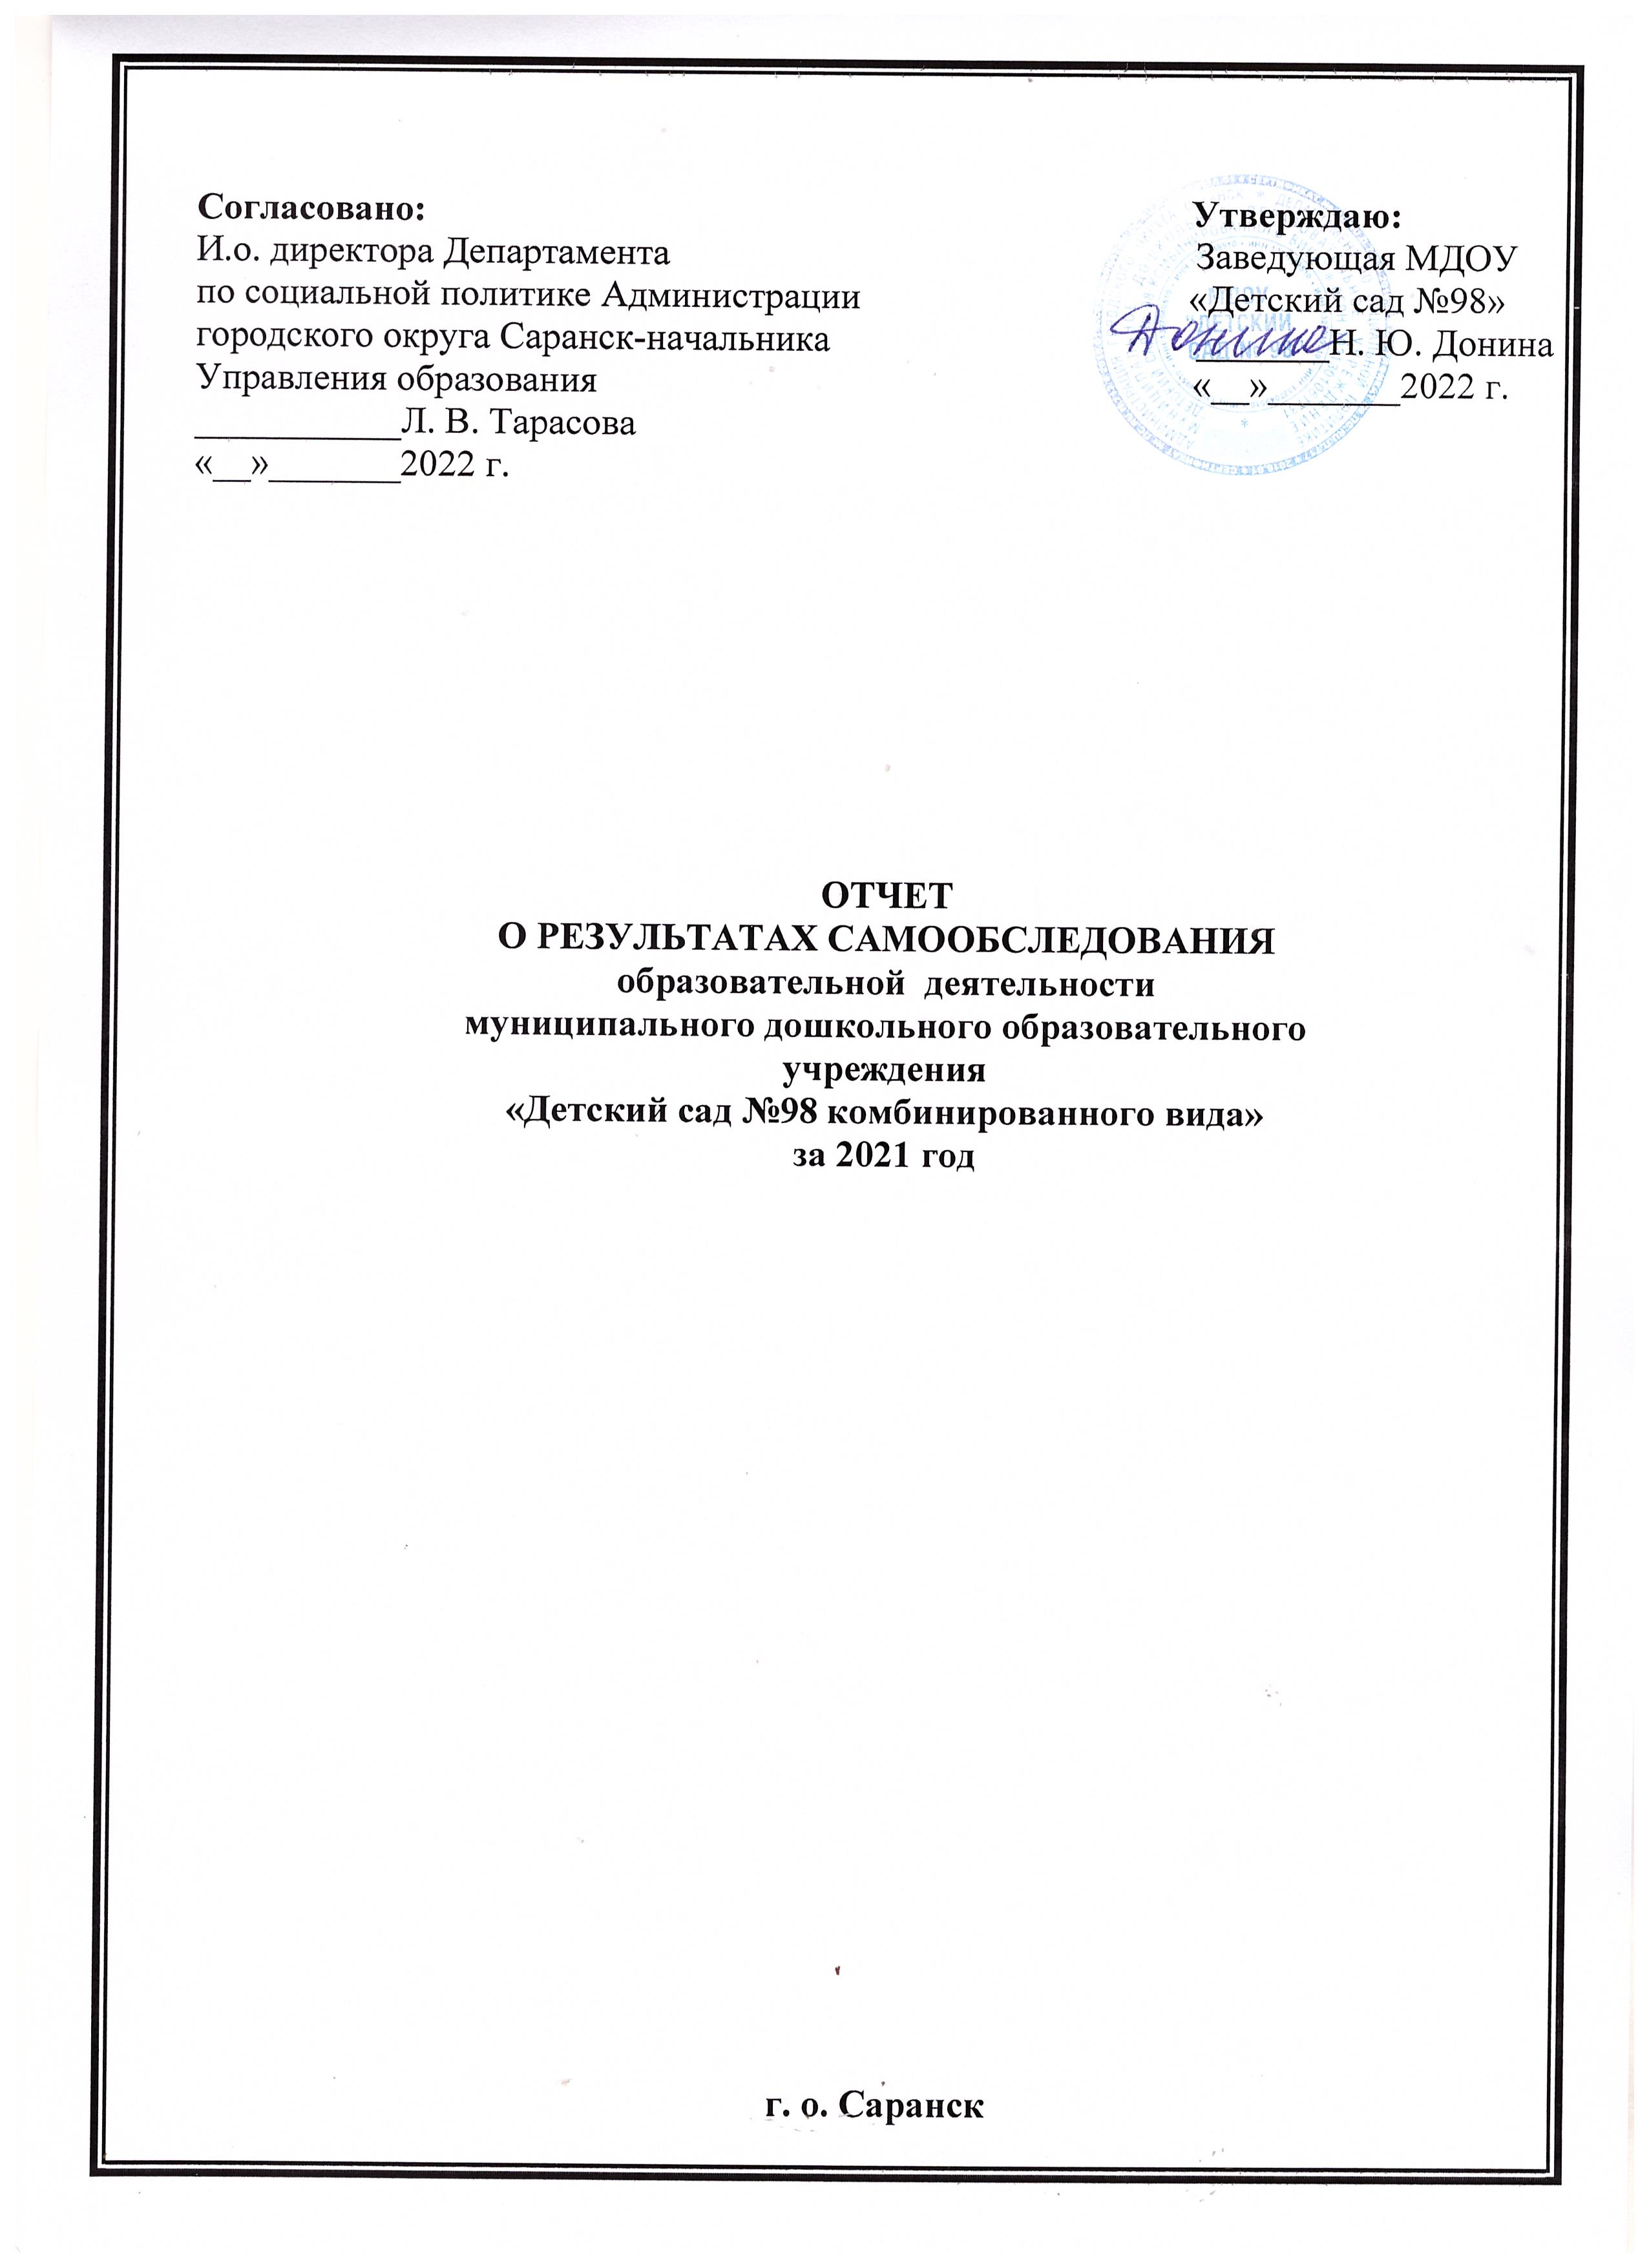 Согласовано:
И.о. директора Департамента
по социальной политике Администрации
городского округа Саранск-начальника
Управления образования
___________Л. В. Тарасова
«__»_______2022 г.
Утверждаю:
Заведующая МДОУ
«Детский сад №98»
_______Н. Ю. Донина
«__»_______2022 г.
ОТЧЕТ
О РЕЗУЛЬТАТАХ САМООБСЛЕДОВАНИЯ
образовательной деятельности
муниципального дошкольного образовательного
учреждения
«Детский сад №98 комбинированного вида»
за 2021 год
г. о. Саранск